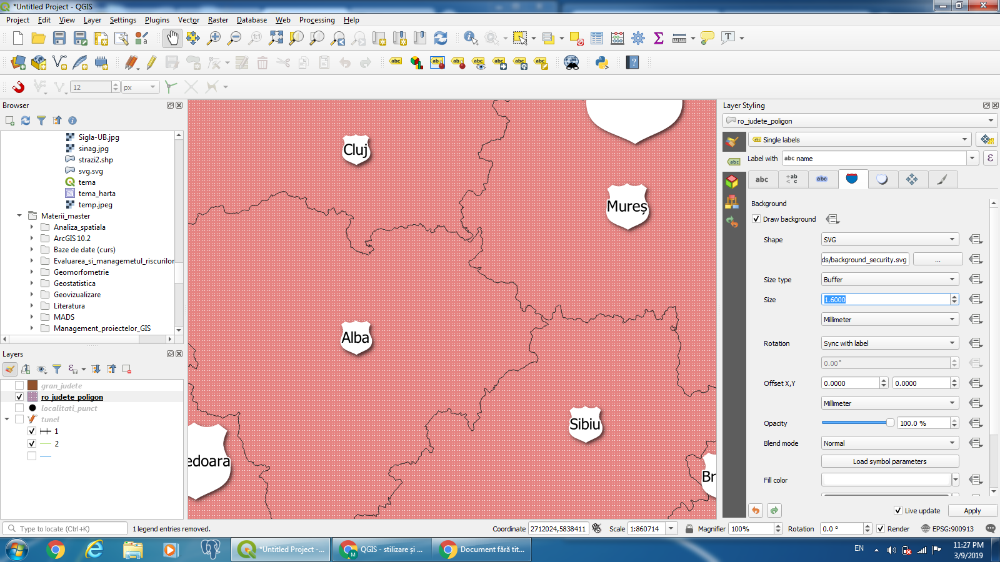 *Untitled Project - QGIS
Project Edit View Layer Settings Plugins Vector Raster Database Web Processing Help
12 px
Browser
Sigla-UB.jpg
sinag.jpg
strazi2.shp
svg.svg
tema
tema_harta
temp.jpeg
Materii_master
Analiza_spatiala
ArcGIS 10.2
Baze de date (curs)
Evaluarea_si_managemetul_riscurilor
Geomorfometrie
Geostatistica
Geovizualizare
Literatura
MADS
Management_proiectelor_GIS
Layers
gran_judete
ro_judete_poligon
localitati_punct
tunel
1
2
Cluj
Mureș
Alba
Sibiu
edoara
Br
Layer Styling
ro_judete_poligon
Single labels
Label with abc name ε
abc +ab < c abc
Background
Draw background
Shape SVG
ds/background_security.svg ...
Size type Buffer
Size 1.6000
Millimeter
Rotation Sync with label
0.00 °
Offset X,Y 0.0000 0.0000
Millimeter
Opacity 100.0 %
Blend mode Normal
Load symbol parameters
Fill color
Live update Apply
Type to locate (Ctrl+K) 1 legend entries removed. Coordinate 2712024,5838411 Scale 1:860714 Magnifier 100% Rotation 0.0 ° Render EPSG:900913
*Untitled Project -... QGIS - stilizare și ... Document fără tit... EN 11:27 PM
3/9/2019